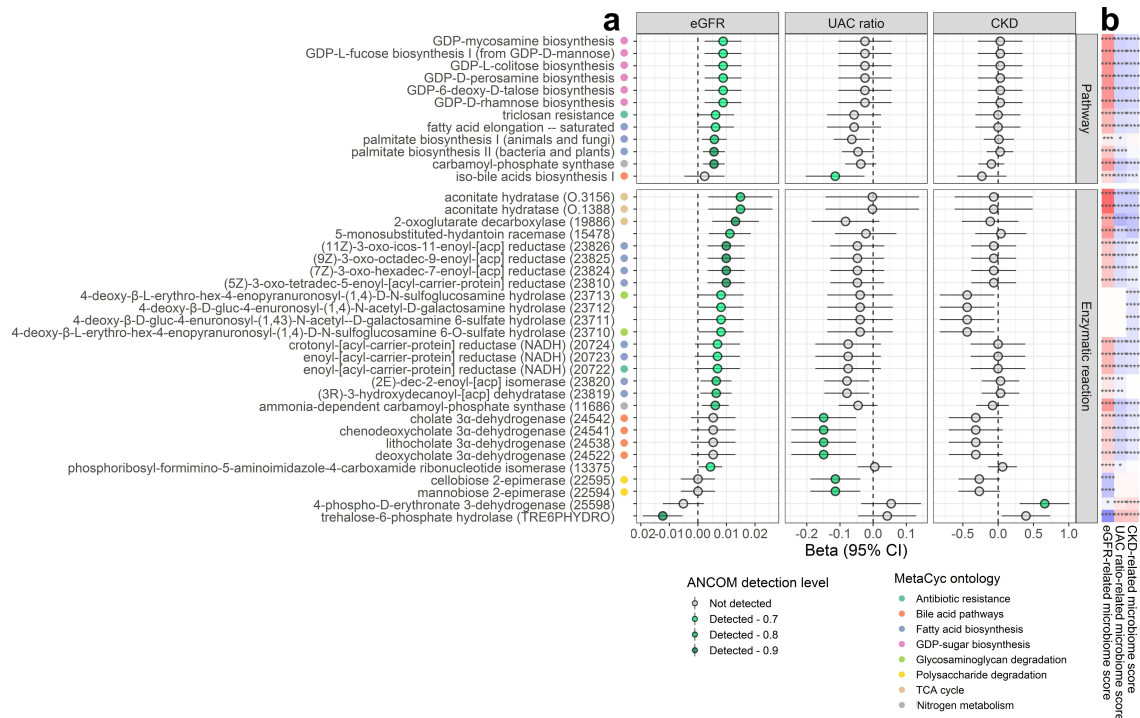 a
b
eGFR
UAC ratio
CKD
GDP-mycosamine biosynthesis
GDP-L-fucose biosynthesis I (from GDP-D-mannose)
GDP-L-colitose biosynthesis
GDP-D-perosamine biosynthesis
GDP-6-deoxy-D-talose biosynthesis
GDP-D-rhamnose biosynthesis
triclosan resistance
fatty acid elongation -- saturated
palmitate biosynthesis I (animals and fungi)
palmitate biosynthesis II (bacteria and plants)
carbamoyl-phosphate synthase
iso-bile acids biosynthesis I
Pathway
aconitate hydratase (O.3156)
aconitate hydratase (O.1388)
2-oxoglutarate decarboxylase (19886)
5-monosubstituted-hydantoin racemase (15478)
(11Z)-3-oxo-icos-11-enoyl-[acp] reductase (23826)
(9Z)-3-oxo-octadec-9-enoyl-[acp] reductase (23825)
(7Z)-3-oxo-hexadec-7-enoyl-[acp] reductase (23824)
(5Z)-3-oxo-tetradec-5-enoyl-[acyl-carrier-protein] reductase (23810)
4-deoxy-β-L-erythro-hex-4-enopyranuronosyl-(1,4)-D-N-sulfoglucosamine hydrolase (23713)
4-deoxy-β-D-gluc-4-enuronosyl-(1,4)-N-acetyl-D-galactosamine hydrolase (23712)
4-deoxy-β-D-gluc-4-enuronosyl-(1,43)-N-acetyl--D-galactosamine 6-sulfate hydrolase (23711)
4-deoxy-β-L-erythro-hex-4-enopyranuronosyl-(1,4)-D-N-sulfoglucosamine 6-O-sulfate hydrolase (23710)
crotonyl-[acyl-carrier-protein] reductase (NADH) (20724)
enoyl-[acyl-carrier-protein] reductase (NADH) (20723)
enoyl-[acyl-carrier-protein] reductase (NADH) (20722)
(2E)-dec-2-enoyl-[acp] isomerase (23820)
(3R)-3-hydroxydecanoyl-[acp] dehydratase (23819)
ammonia-dependent carbamoyl-phosphate synthase (11686)
cholate 3α-dehydrogenase (24542)
chenodeoxycholate 3α-dehydrogenase (24541)
lithocholate 3α-dehydrogenase (24538)
deoxycholate 3α-dehydrogenase (24522)
phosphoribosyl-formimino-5-aminoimidazole-4-carboxamide ribonucleotide isomerase (13375)
cellobiose 2-epimerase (22595)
mannobiose 2-epimerase (22594)
4-phospho-D-erythronate 3-dehydrogenase (25598)
trehalose-6-phosphate hydrolase (TRE6PHYDRO)
Enzymatic reaction
0.02-0.01 0.00 0.02
-0.2 -0.1 0.0 0.1
-0.5 0.0 0.5 1.0
Beta (95% CI)
eGFR-related microbiome score
UAC ratio-related microbiome score
CKD-related microbiome score
ANCOM detection level
Not detected
Detected - 0.7
Detected - 0.8
Detected - 0.9
MetaCyc ontology
Antibiotic resistance
Bile acid pathways
Fatty acid biosynthesis
GDP-sugar biosynthesis
Glycosaminoglycan degradation
Polysaccharide degradation
TCA cycle
Nitrogen metabolism